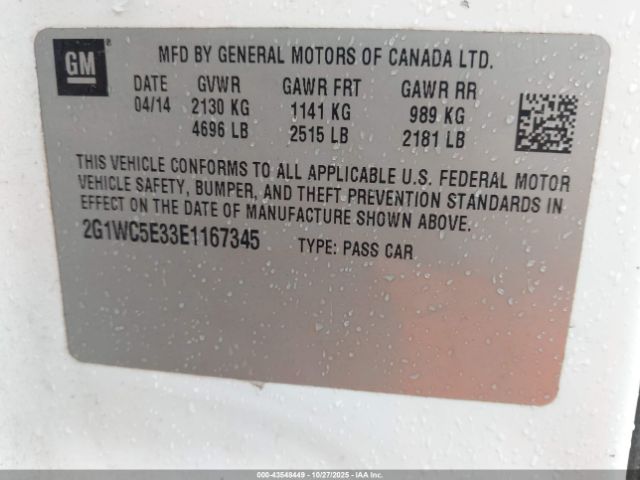 GM
MFD BY GENERAL MOTORS OF CANADA LTD.
DATE GVWR GAWR FRT GAWR RR
04/14 2130 KG 1141 KG 989 KG
4696 LB 2515 LB 2181 LB
THIS VEHICLE CONFORMS TO ALL APPLICABLE U.S. FEDERAL MOTOR
VEHICLE SAFETY, BUMPER, AND THEFT PREVENTION STANDARDS IN
EFFECT ON THE DATE OF MANUFACTURE SHOWN ABOVE.
2G1WC5E33E1167345 TYPE: PASS CAR
000-43548449 | 10/27/2025 - IAA Inc.